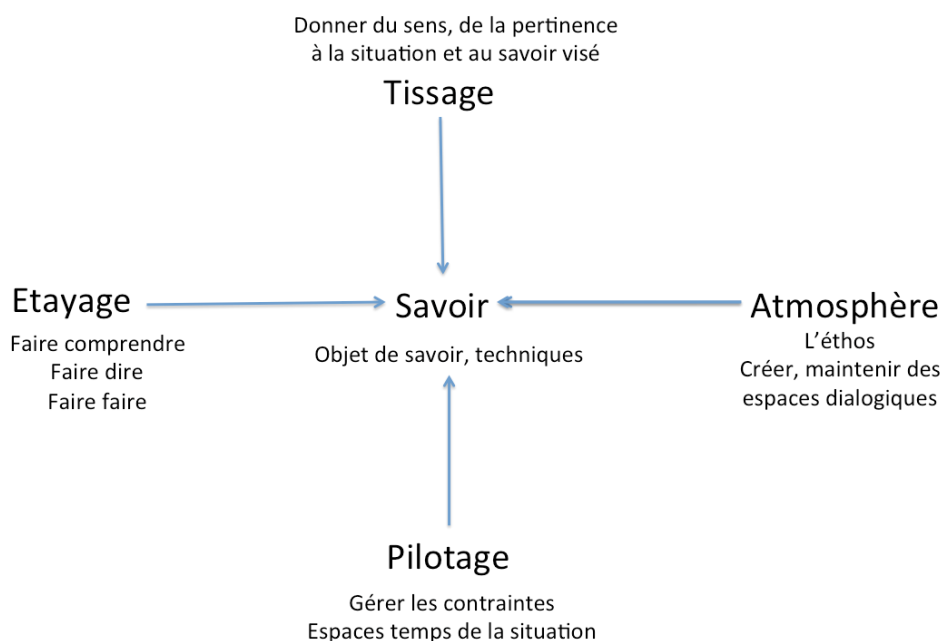 Donner du sens, de la pertinence
à la situation et au savoir visé
Tissage
Etayage
Faire comprendre
Faire dire
Faire faire
Savoir
Objet de savoir, techniques
Atmosphère
L'éthos
Créer, maintenir des
espaces dialogiques
Pilotage
Gérer les contraintes
Espaces temps de la situation